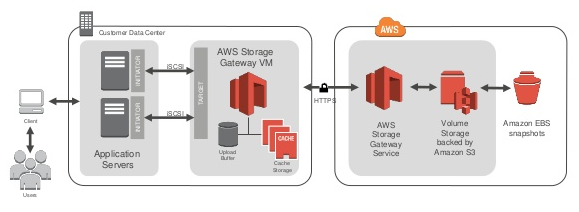 Customer Data Center
AWS
AWS Storage
Gateway VM
INITIATOR
iSCSI
TARGET
INITIATOR
iSCSI
HTTPS
Client
Application
Servers
Upload
Buffer
CACHE
Cache
Storage
AWS
Storage
Gateway
Service
Volume
Storage
backed by
Amazon S3
Amazon EBS
snapshots
Users